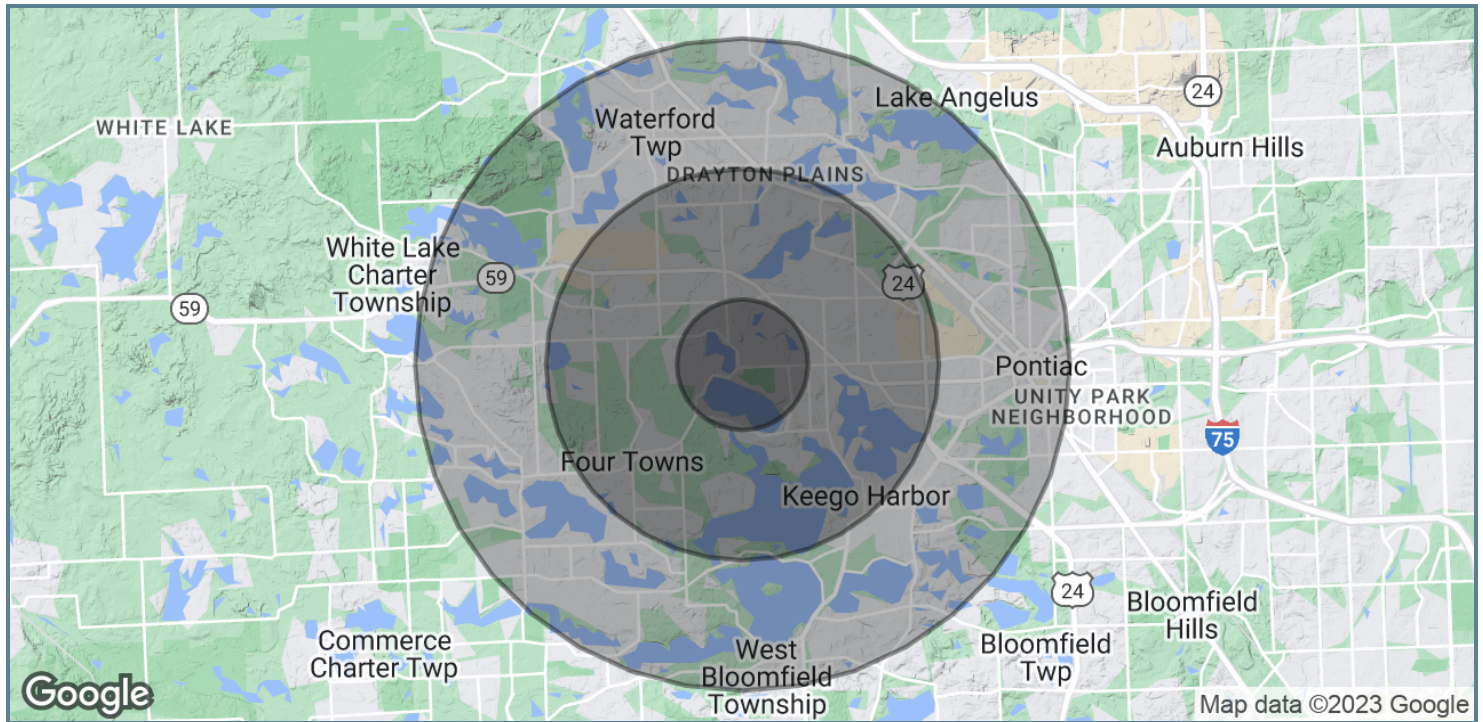 Lake Angelus
24
Waterford
Twp
WHITE LAKE
Auburn Hills
DRAYTON PLAINS
White Lake
Charter
Township
59
24
59
Pontiac
UNITY PARK
NEIGHBORHOOD
75
Four Towns
Keego Harbor
24
Bloomfield
Hills
Commerce
Charter Twp
West
Bloomfield
Township
Bloomfield
Twp
Google
Map data ©2023 Google